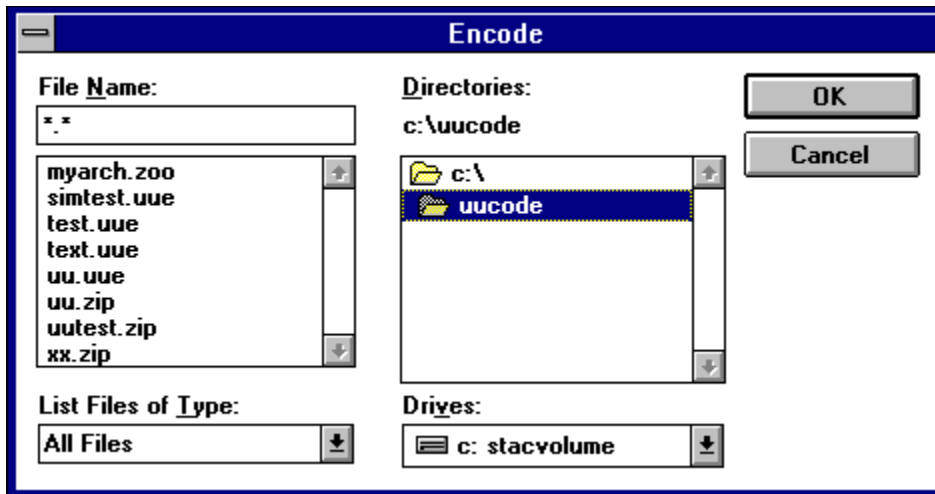 Encode
File Name:
*.*
myarch.zoo
simtest.uue
test.uue
text.uue
uu.uue
uu.zip
uutest.zip
xx.zip
List Files of Type:
All Files
Directories:
c:\uucode
c:\
uucode
Drives:
c: stacvolume
OK
Cancel